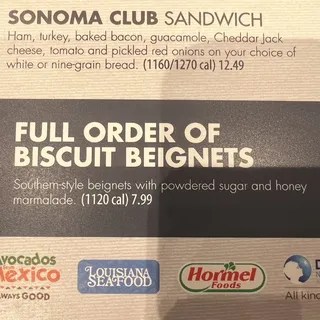 SONOMA CLUB SANDWICH
Ham, turkey, baked bacon, guacamole, Cheddar Jack
cheese, tomato and pickled red onions on your choice of
white or nine-grain bread. (1160/1270 cal) 12.49
FULL ORDER OF
BISCUIT BEIGNETS
Southern-style beignets with powdered sugar and honey
marmalade. (1120 cal) 7.99
Avocados
Mexico
ALWAYS GOOD
LOUISIANA
SEAFOOD
Hormel
Foods
D
All kind